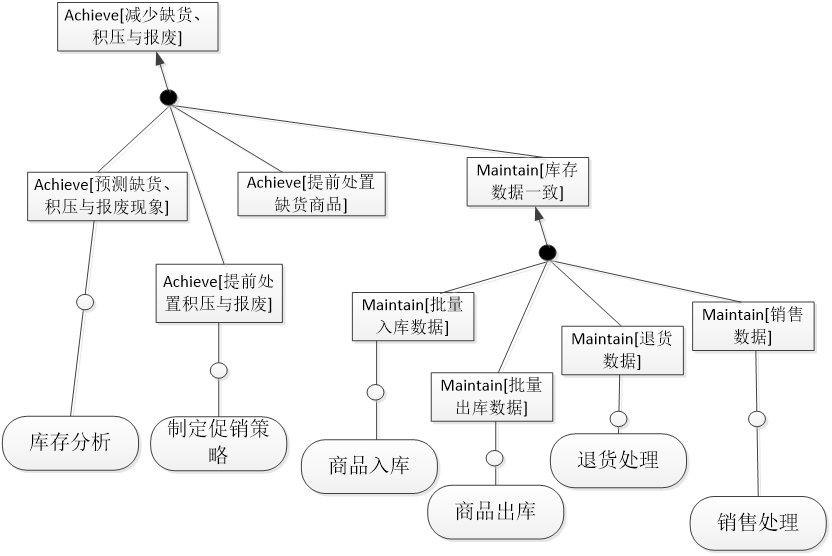 Achieve[减少缺货、
积压与报废]
Achieve[预测缺货、
积压与报废现象]
Achieve[提前处置
缺货商品]
Maintain[库存
数据一致]
Achieve[提前处
置积压与报废]
Maintain[批量
入库数据]
Maintain[批量
出库数据]
Maintain[退货
数据]
Maintain[销售
数据]
库存分析
制定促销策
略
商品入库
商品出库
退货处理
销售处理